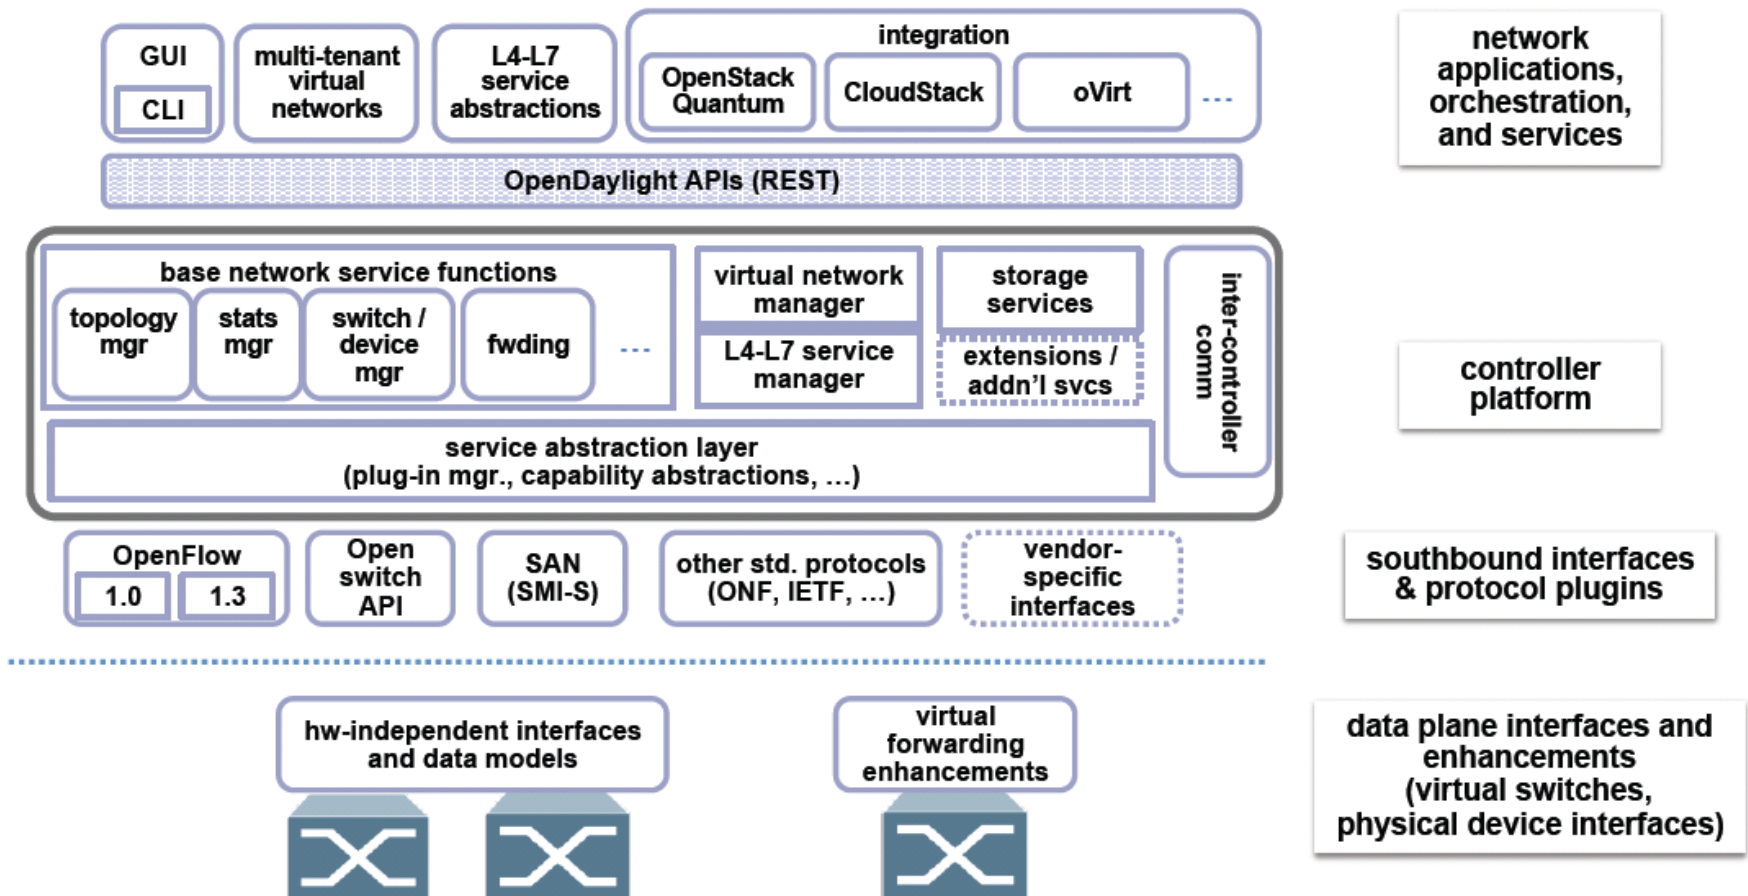 GUI
CLI
multi-tenant
virtual
networks
L4-L7
service
abstractions
integration
OpenStack
Quantum
CloudStack
oVirt
...
network
applications,
orchestration,
and services
OpenDaylight APIs (REST)
base network service functions
topology
mgr
stats
mgr
switch /
device
mgr
fwding
...
virtual network
manager
L4-L7 service
manager
storage
services
extensions /
addn'l svcs
inter-controller
comm
controller
platform
service abstraction layer
(plug-in mgr., capability abstractions, …)
OpenFlow
1.0
1.3
Open
switch
API
SAN
(SMI-S)
other std. protocols
(ONF, IETF, …)
vendor-
specific
interfaces
southbound interfaces
& protocol plugins
hw-independent interfaces
and data models
virtual
forwarding
enhancements
data plane interfaces and
enhancements
(virtual switches,
physical device interfaces)